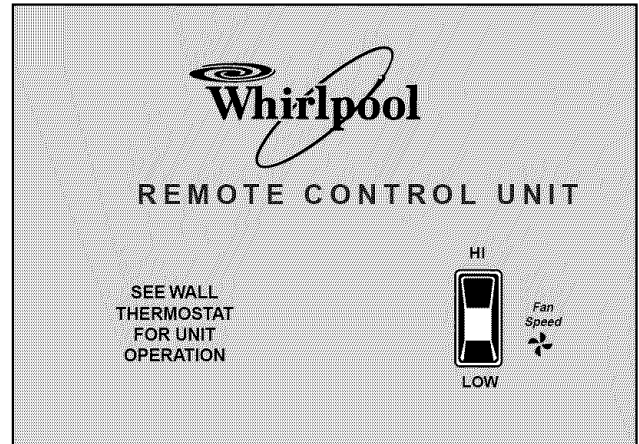 Whirlpool
REMOTE CONTROL UNIT
SEE WALL
THERMOSTAT
FOR UNIT
OPERATION
HI
Fan
Speed
LOW